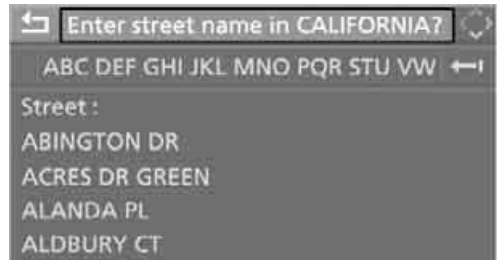 Enter street name in CALIFORNIA?
ABC DEF GHI JKL MNO PQR STU VW
Street :
ABINGTON DR
ACRES DR GREEN
ALANDA PL
ALDBURY CT